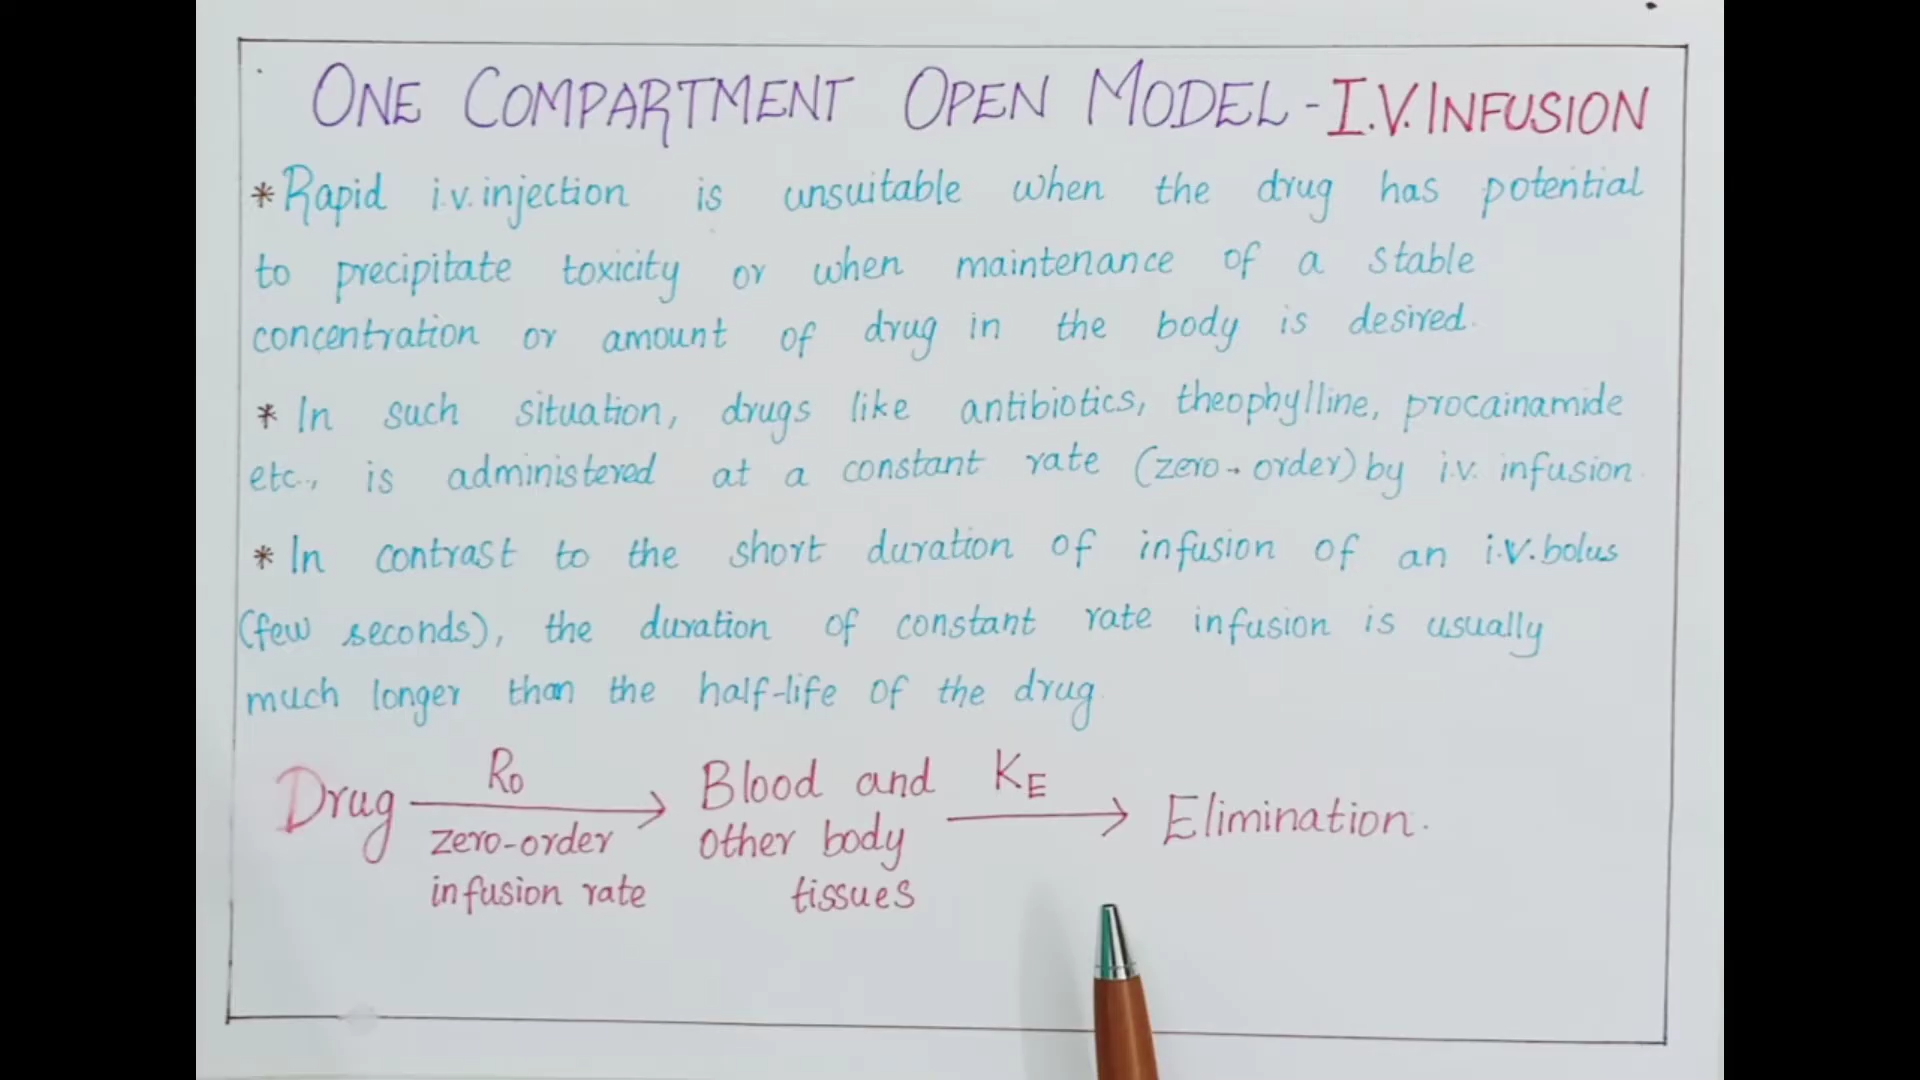 ONE COMPARTMENT OPEN MODEL - I.V. INFUSION
* Rapid i.v. injection is unsuitable when the drug has potential
to precipitate toxicity or when maintenance of a stable
concentration or amount of drug in the body is desired.
* In such situation, drugs like antibiotics, theophylline, procainamide
etc., is administered at a constant rate (zero-order) by i.v. infusion.
* In contrast to the short duration of infusion of an i.v. bolus
(few seconds), the duration of constant rate infusion is usually
much longer than the half-life of the drug.
Drug R0 → Blood and KE → Elimination.
zero-order other body
infusion rate tissues